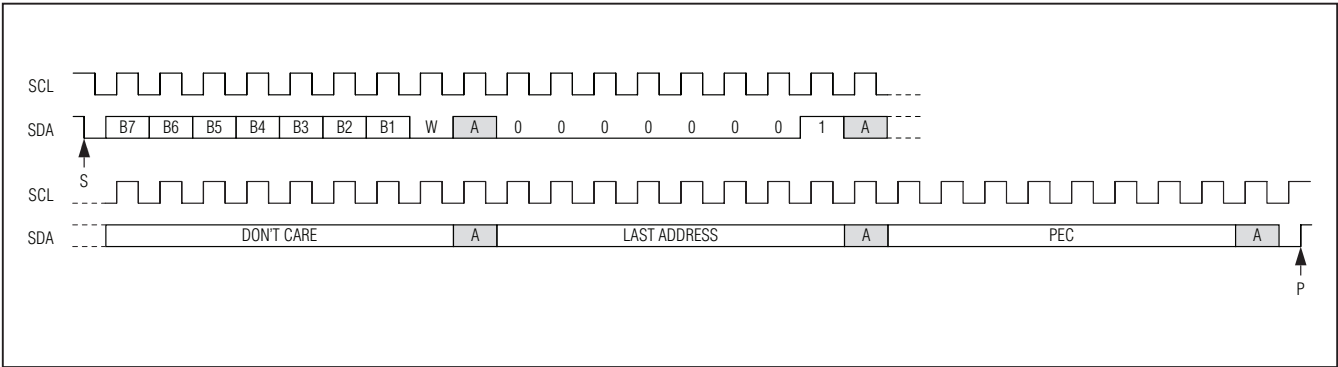 SCL
SDA B7 B6 B5 B4 B3 B2 B1 W A 0 0 0 0 0 0 0 1 A
S
SCL
SDA DON'T CARE A LAST ADDRESS A PEC A
P